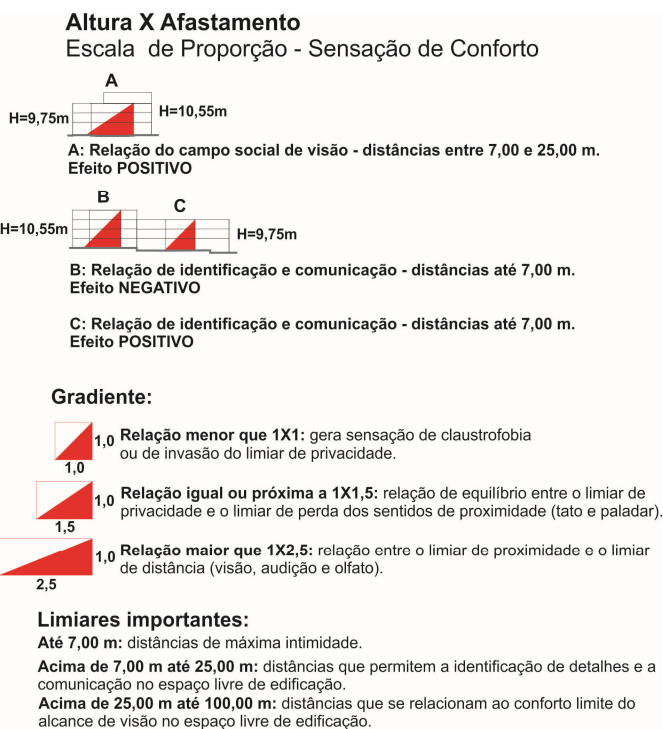 Altura X Afastamento
Escala de Proporção - Sensação de Conforto
A
H=9,75m
H=10,55m
A: Relação do campo social de visão - distâncias entre 7,00 e 25,00 m.
Efeito POSITIVO
B
C
H=10,55m
H=9,75m
B: Relação de identificação e comunicação - distâncias até 7,00 m.
Efeito NEGATIVO
C: Relação de identificação e comunicação - distâncias até 7,00 m.
Efeito POSITIVO
Gradiente:
1,0
1,0
Relação menor que 1X1: gera sensação de claustrofobia
ou de invasão do limiar de privacidade.
1,0
1,5
Relação igual ou próxima a 1X1,5: relação de equilíbrio entre o limiar de
privacidade e o limiar de perda dos sentidos de proximidade (tato e paladar).
1,0
2,5
Relação maior que 1X2,5: relação entre o limiar de proximidade e o limiar
de distância (visão, audição e olfato).
Limiares importantes:
Até 7,00 m: distâncias de máxima intimidade.
Acima de 7,00 m até 25,00 m: distâncias que permitem a identificação de detalhes e a
comunicação no espaço livre de edificação.
Acima de 25,00 m até 100,00 m: distâncias que se relacionam ao conforto limite do
alcance de visão no espaço livre de edificação.